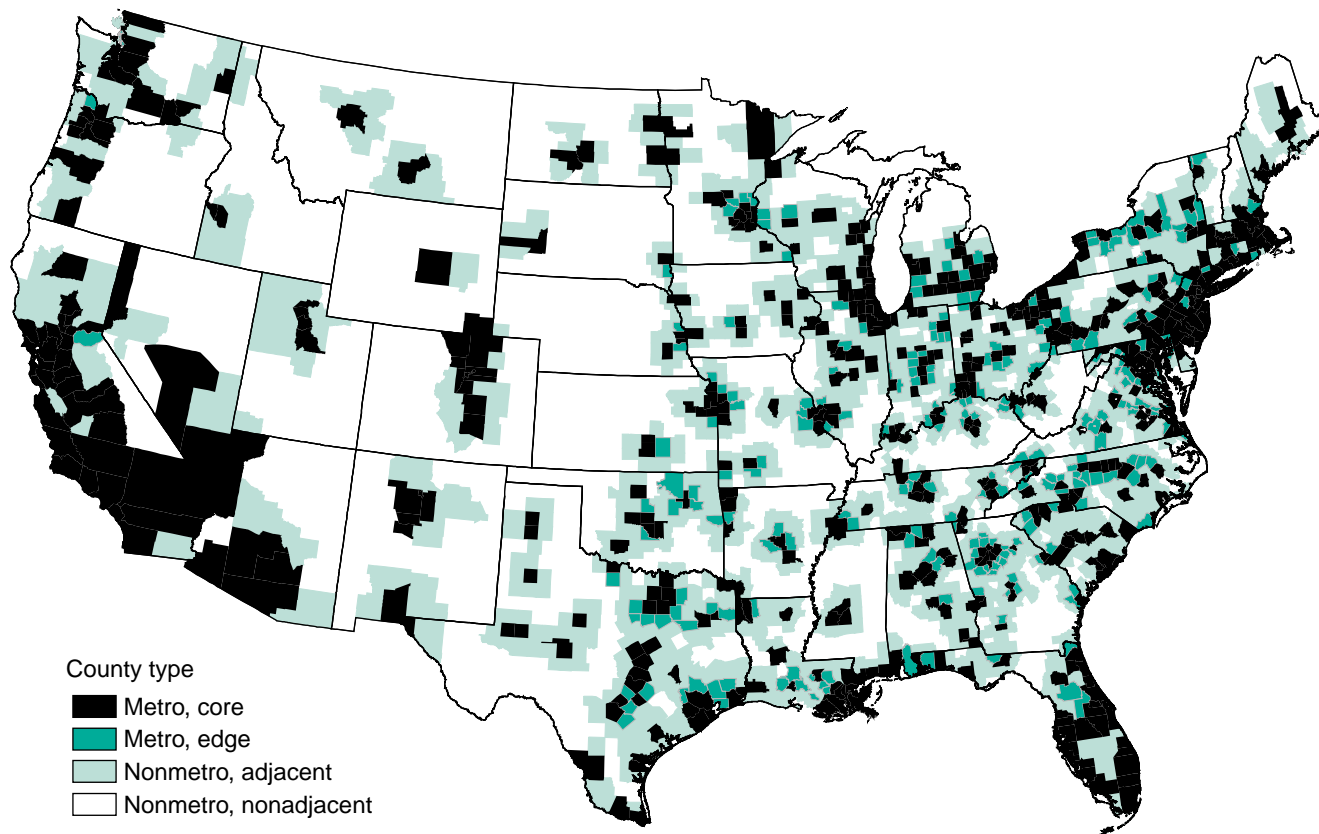 County type
Metro, core
Metro, edge
Nonmetro, adjacent
Nonmetro, nonadjacent